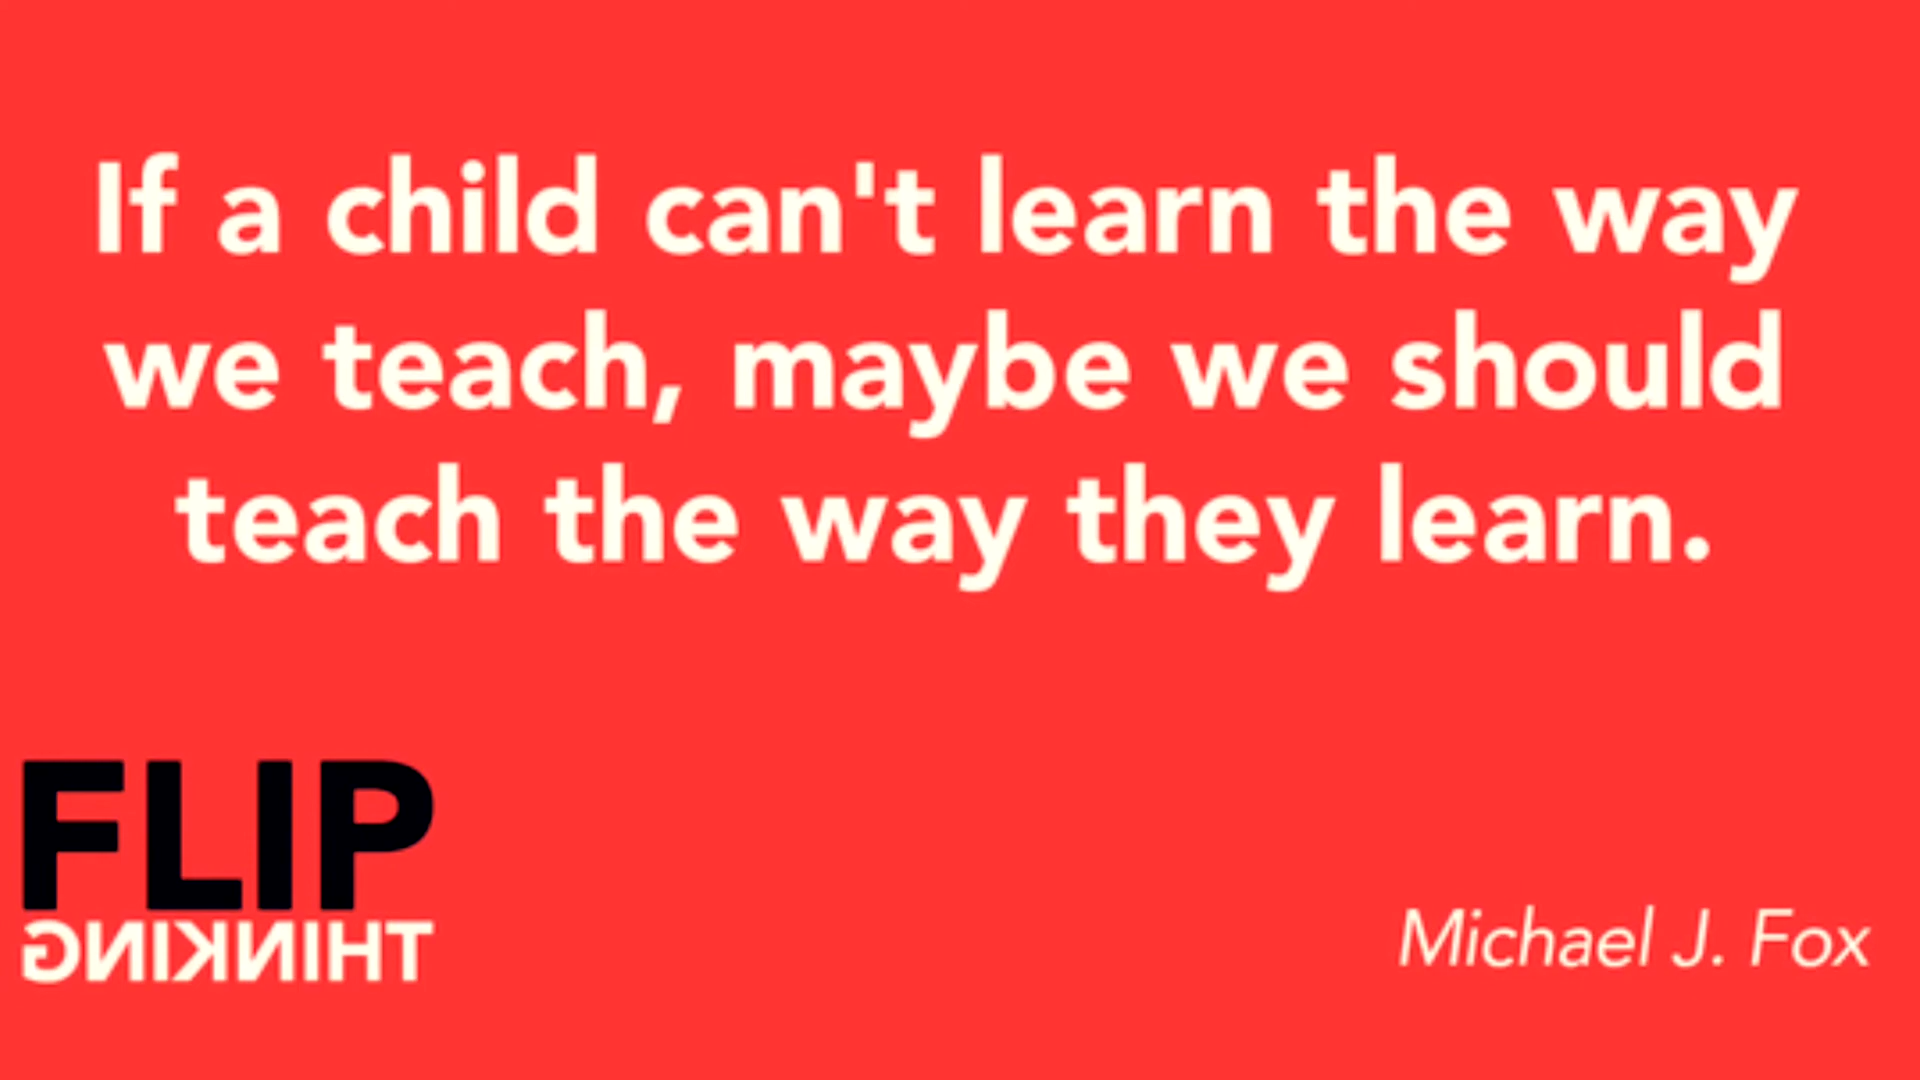 If a child can't learn the way
we teach, maybe we should
teach the way they learn.
FLIP
THINKING
Michael J. Fox